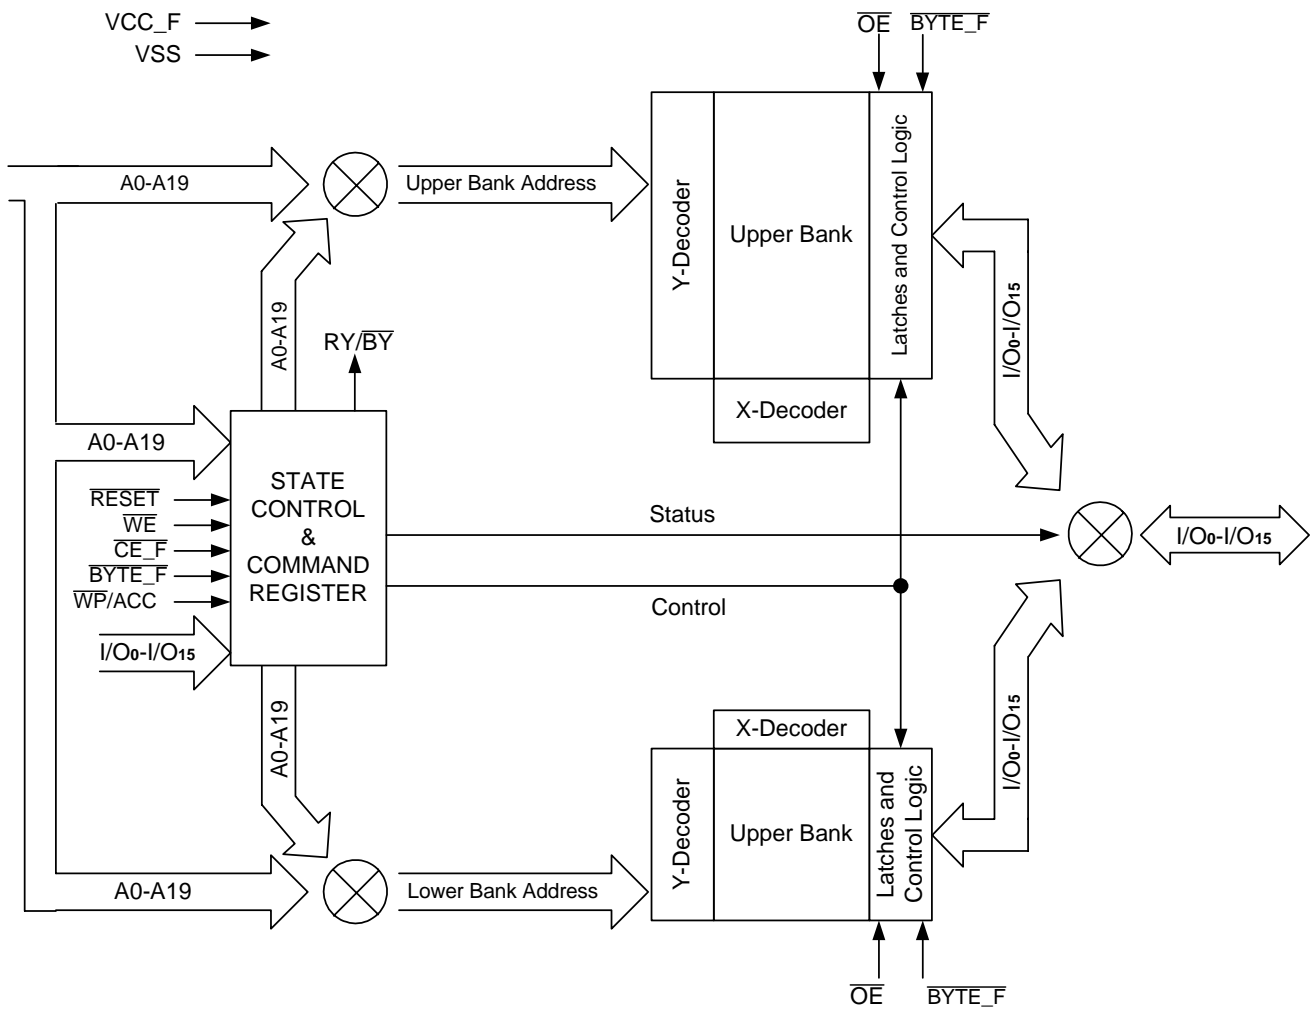 VCC_F
VSS
OE
BYTE_F
A0-A19
Upper Bank Address
Y-Decoder
Upper Bank
Latches and Control Logic
X-Decoder
I/O0-I/O15
A0-A19
RY/BY
A0-A19
RESET
WE
CE_F
BYTE_F
WP/ACC
I/O0-I/O15
STATE
CONTROL
&
COMMAND
REGISTER
Status
Control
I/O0-I/O15
A0-A19
X-Decoder
Y-Decoder
Upper Bank
Latches and
Control Logic
I/O0-I/O15
A0-A19
Lower Bank Address
OE
BYTE_F